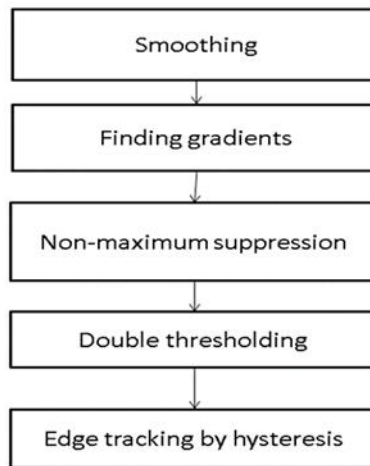 Smoothing
Finding gradients
Non-maximum suppression
Double thresholding
Edge tracking by hysteresis